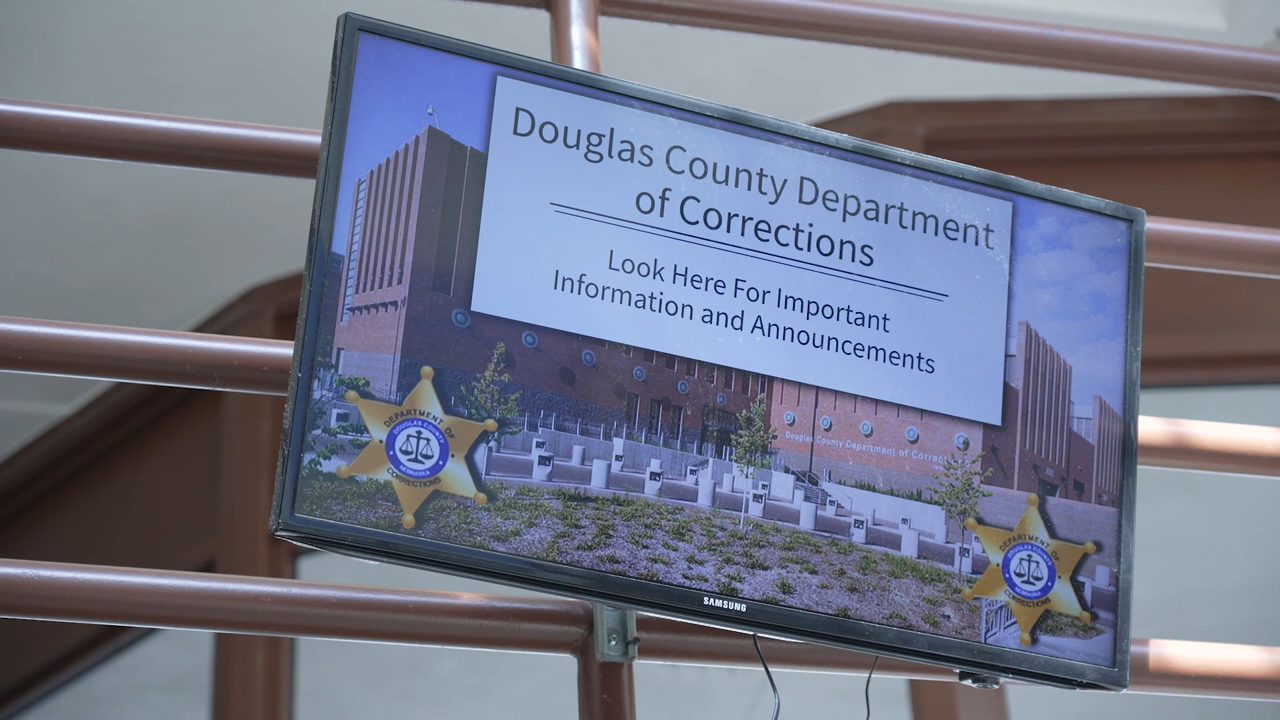 Douglas County Department
of Corrections
Look Here For Important
Information and Announcements
Douglas County Department of
DEPARTMENT OF
DOUGLAS COUNTY
NEBRASKA
CORRECTIONS
DEPARTMENT OF
DOUGLAS COUNTY
NEBRASKA
CORRECTIONS
SAMSUNG